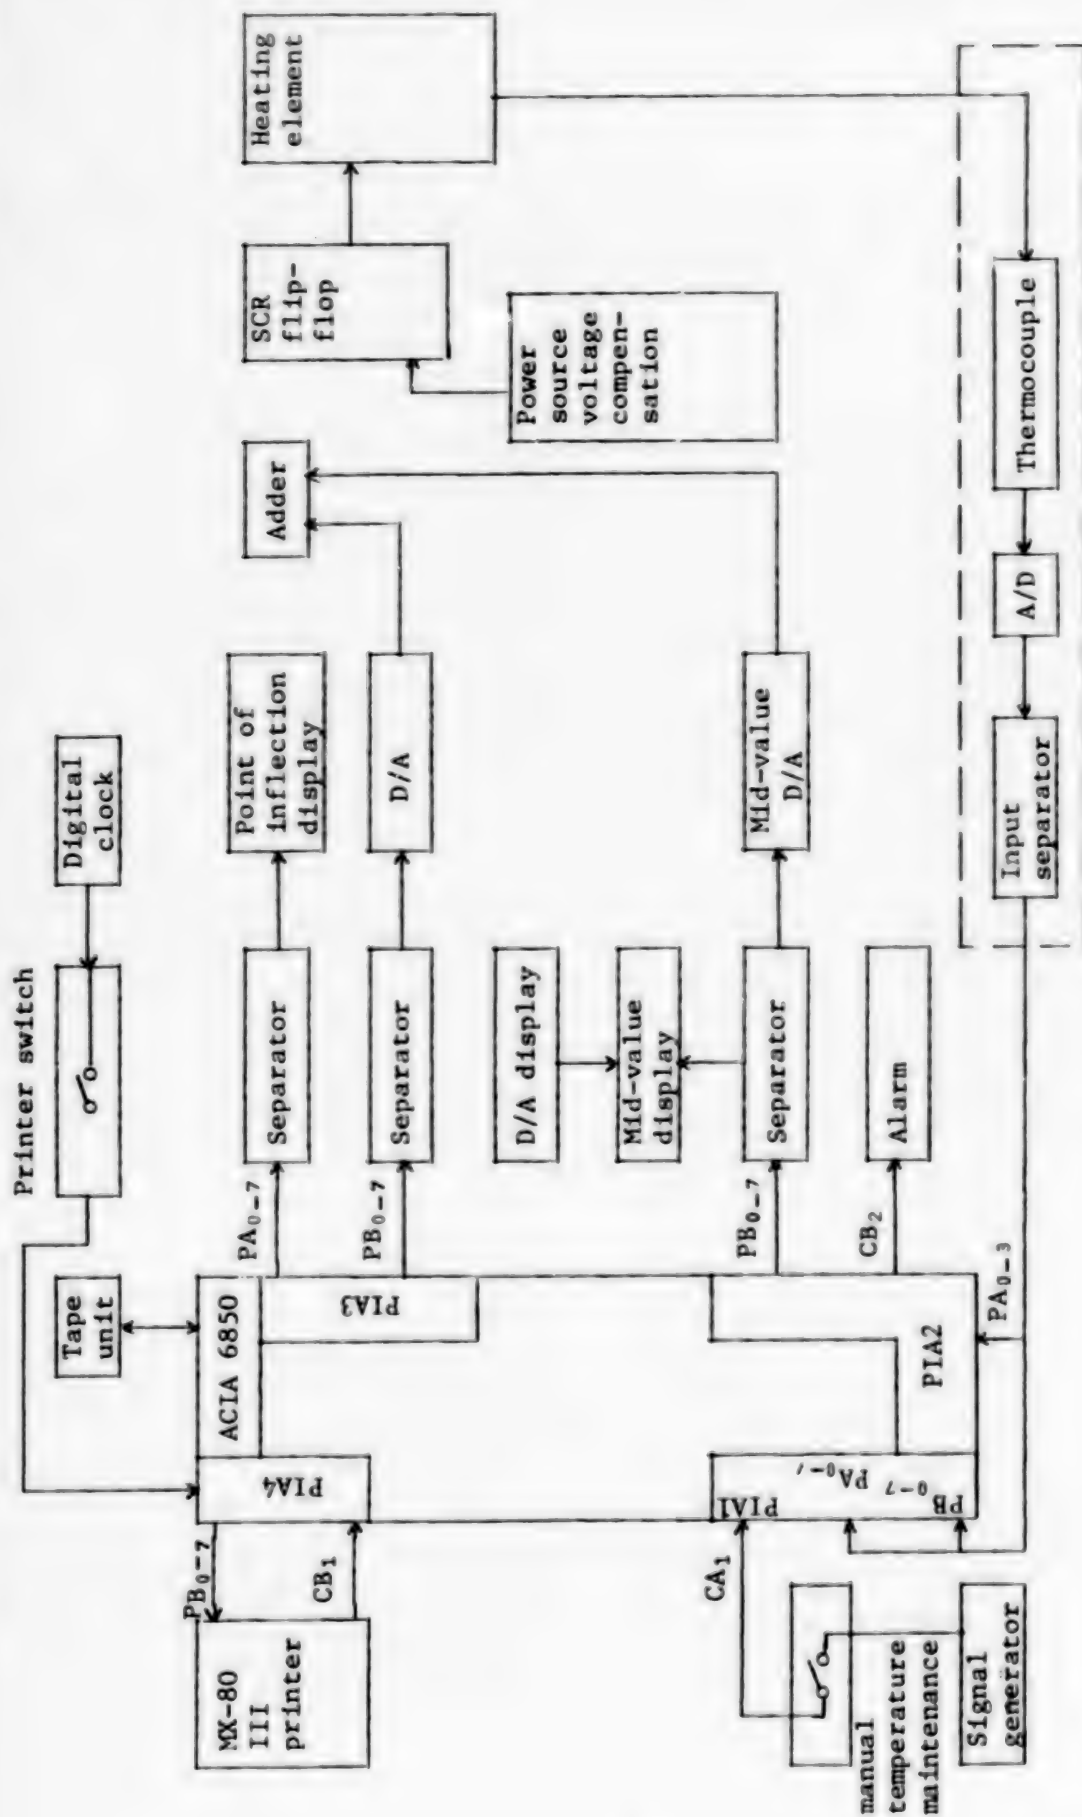 Printer switch
Digital
clock
Tape
unit
MX-80
III
printer
PB0-7
CB1
PIA4
ACIA 6850
PIA3
PA0-7
Separator
Point of
inflection
display
PB0-7
Separator
D/A
Adder
SCR
flip-
flop
Heating
element
Power
source
voltage
compen-
sation
D/A display
Mid-value
display
PB0-7
Separator
Mid-value
D/A
CB2
Alarm
PIA2
PIA1
PA0-7
PB0-7
CA1
manual
temperature
maintenance
Signal
generator
PA0-3
Input
separator
A/D
Thermocouple